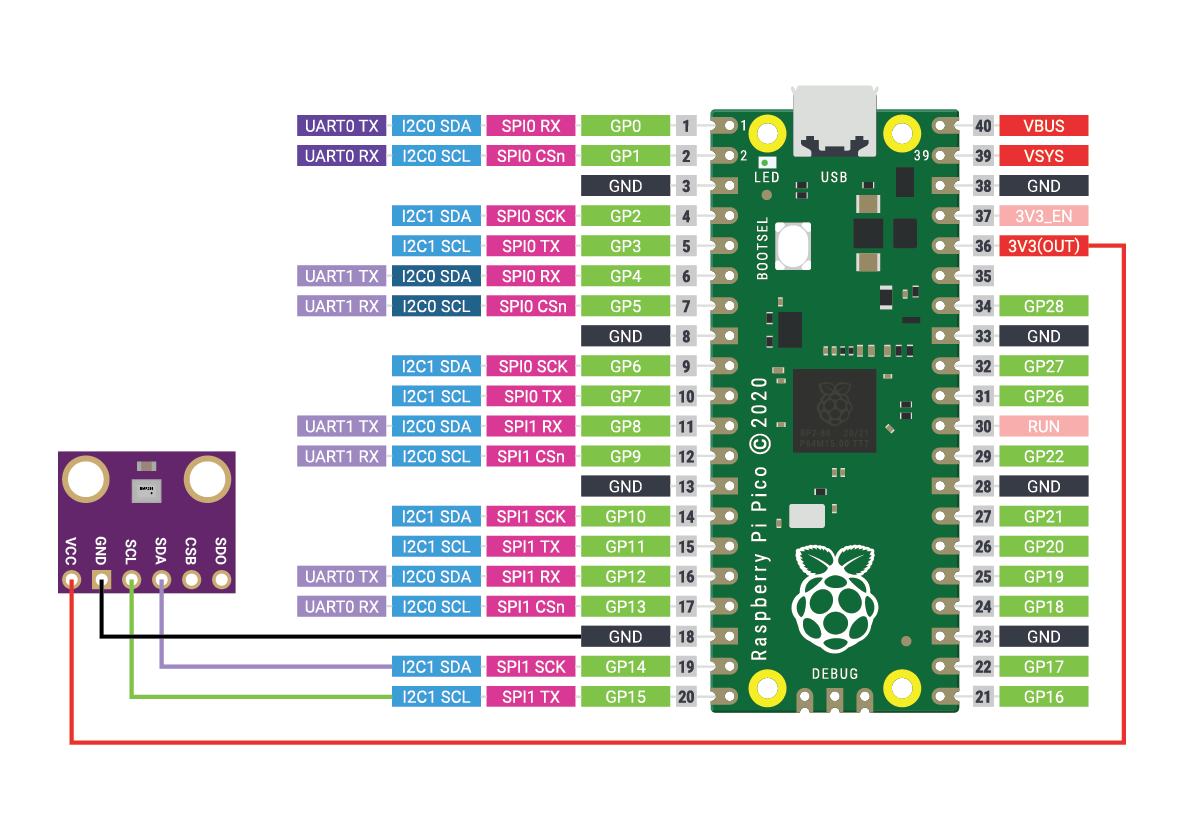 UART0 TX I2C0 SDA SPI0 RX GP0 1 1 40 VBUS
UART0 RX I2C0 SCL SPI0 CSn GP1 2 2 39 39 VSYS
GND 3 LED USB 38 GND
I2C1 SDA SPI0 SCK GP2 4 37 3V3_EN
I2C1 SCL SPI0 TX GP3 5 BOOTSEL 36 3V3(OUT)
UART1 TX I2C0 SDA SPI0 RX GP4 6 35
UART1 RX I2C0 SCL SPI0 CSn GP5 7 34 GP28
GND 8 33 GND
I2C1 SDA SPI0 SCK GP6 9 32 GP27
I2C1 SCL SPI0 TX GP7 10 31 GP26
UART1 TX I2C0 SDA SPI1 RX GP8 11 30 RUN
UART1 RX I2C0 SCL SPI1 CSn GP9 12 29 GP22
GND 13 28 GND
I2C1 SDA SPI1 SCK GP10 14 27 GP21
I2C1 SCL SPI1 TX GP11 15 26 GP20
UART0 TX I2C0 SDA SPI1 RX GP12 16 25 GP19
UART0 RX I2C0 SCL SPI1 CSn GP13 17 24 GP18
GND 18 23 GND
I2C1 SDA SPI1 SCK GP14 19 22 GP17
I2C1 SCL SPI1 TX GP15 20 21 GP16
Raspberry Pi Pico © 2020
DEBUG
VCC GND SCL SDA CSB SDO